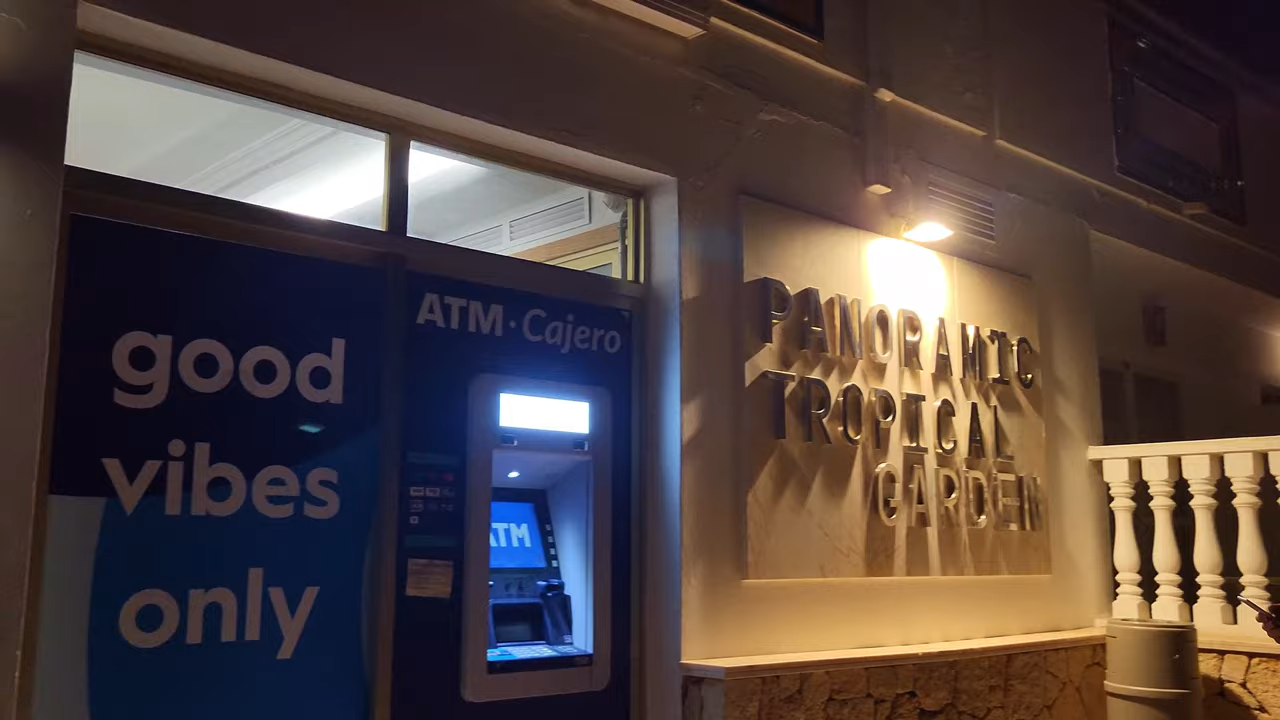 good
vibes
only
ATM · Cajero
ATM
PANORAMIC
TROPICAL
GARDEN